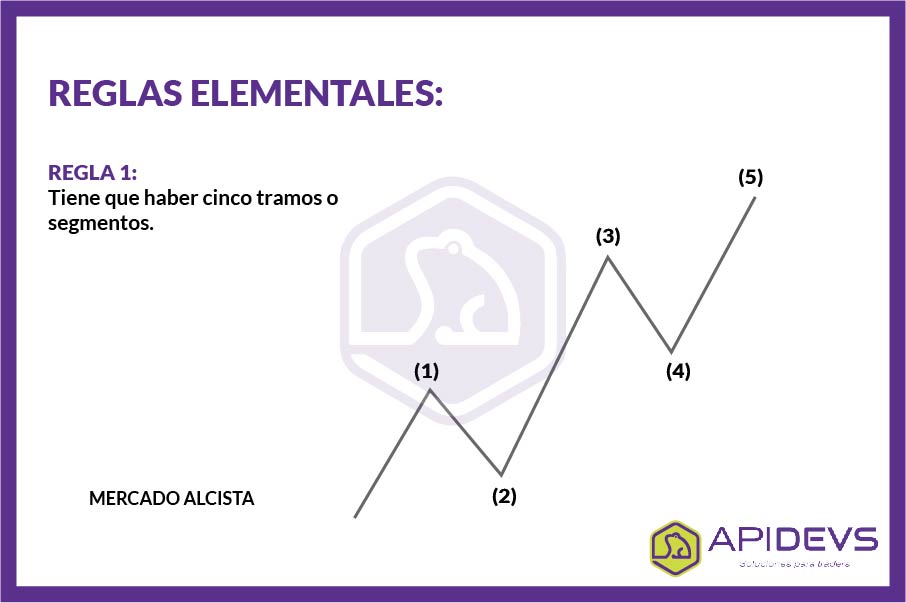 REGLAS ELEMENTALES:
REGLA 1:
Tiene que haber cinco tramos o
segmentos.
(5)
(3)
(1)
(4)
(2)
MERCADO ALCISTA
APIDEVS
Soluciones para traders